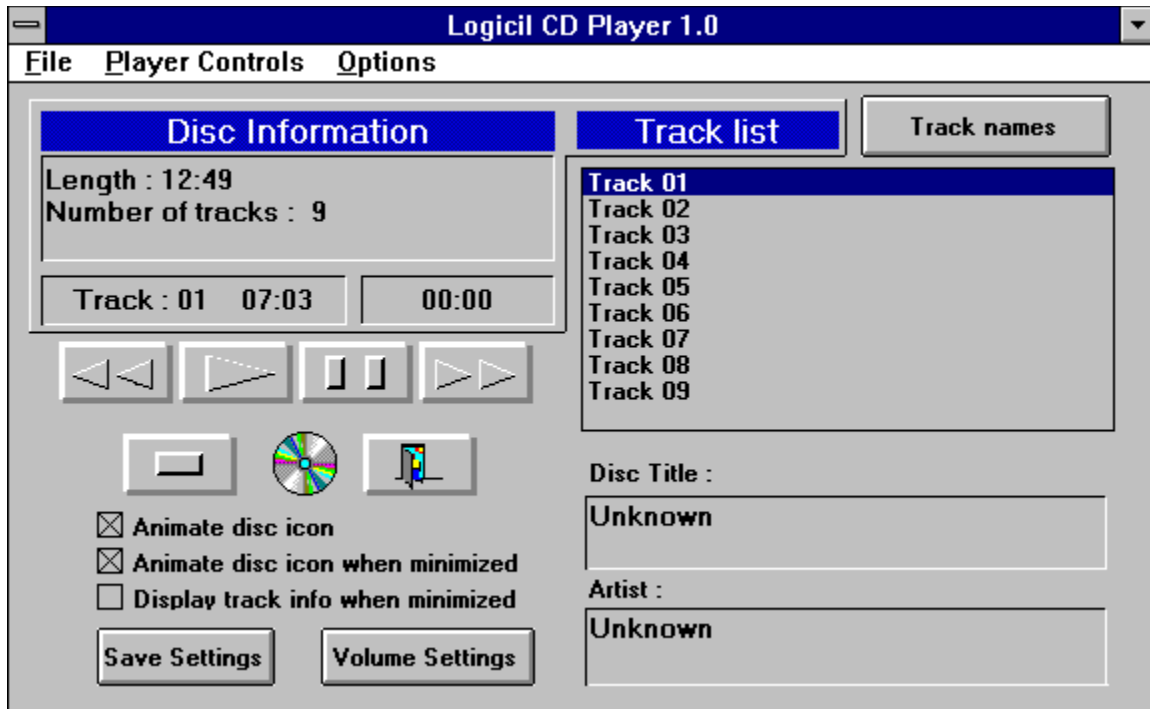 Logicil CD Player 1.0
File Player Controls Options
Disc Information
Length : 12:49
Number of tracks : 9
Track : 01 07:03
00:00
Track list
Track names
Track 01
Track 02
Track 03
Track 04
Track 05
Track 06
Track 07
Track 08
Track 09
Animate disc icon
Animate disc icon when minimized
Display track info when minimized
Save Settings
Volume Settings
Disc Title :
Unknown
Artist :
Unknown